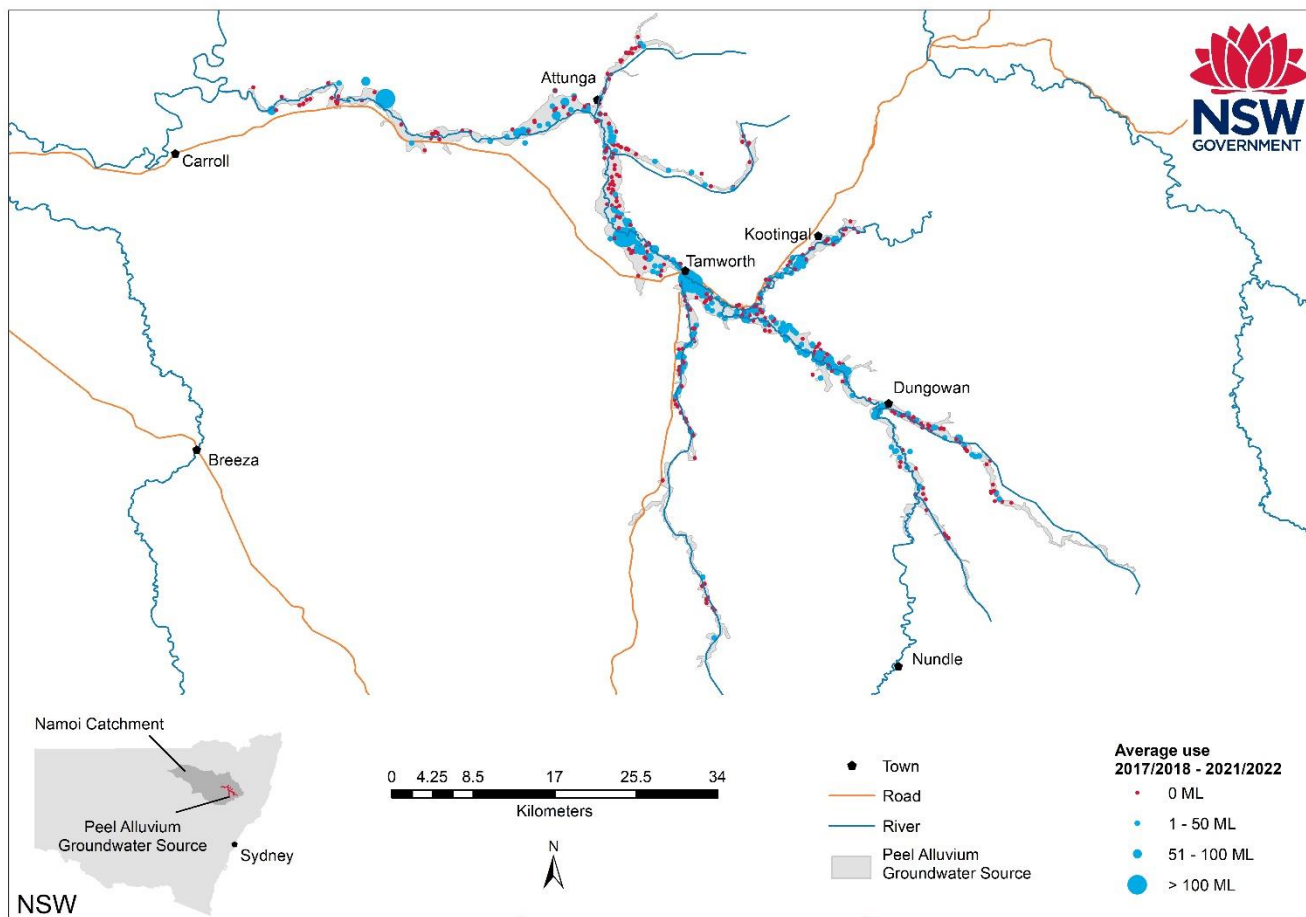 NSW
GOVERNMENT
Attunga
Carroll
Kootingal
Tamworth
Dungowan
Breeza
Nundle
Namoi Catchment
Peel Alluvium
Groundwater Source
Sydney
NSW
0 4.25 8.5 17 25.5 34
Kilometers
N
Town
Road
River
Peel Alluvium
Groundwater Source
Average use
2017/2018 - 2021/2022
0 ML
1 - 50 ML
51 - 100 ML
> 100 ML